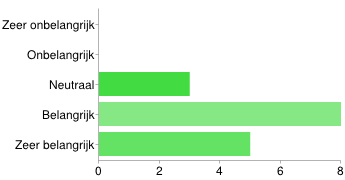 Zeer onbelangrijk
Onbelangrijk
Neutraal
Belangrijk
Zeer belangrijk
0 2 4 6 8